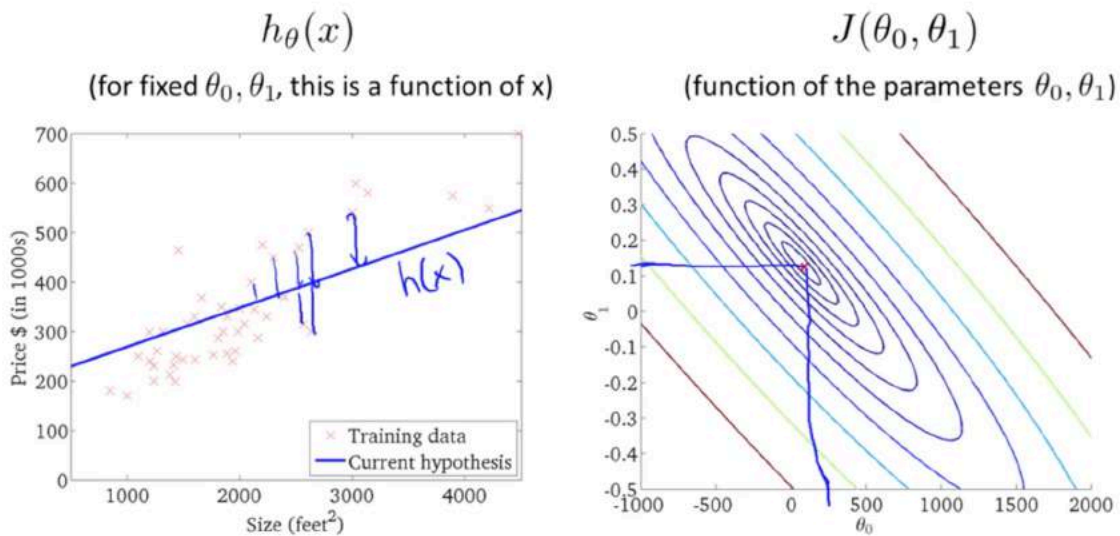 h_θ(x)
(for fixed θ₀, θ₁, this is a function of x)
700
600
500
400
300
200
100
0
Price $ (in 1000s)
1000
2000
3000
4000
Size (feet²)
h(x)
Training data
Current hypothesis
J(θ₀, θ₁)
(function of the parameters θ₀, θ₁)
0.5
0.4
0.3
0.2
0.1
0
-0.1
-0.2
-0.3
-0.4
-0.5
θ₁
-1000
-500
0
500
1000
1500
2000
θ₀